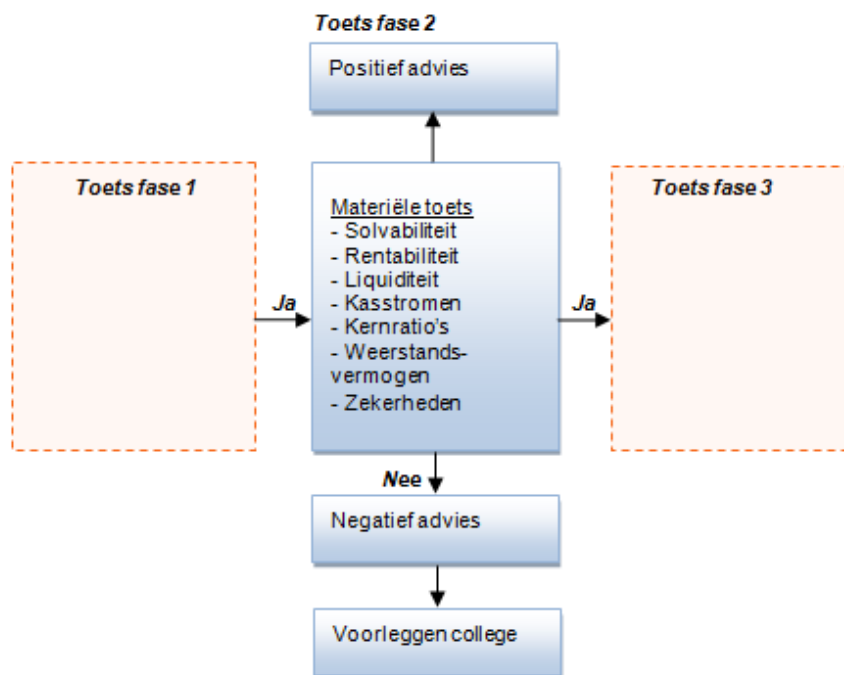 Toets fase 2
Positief advies
Toets fase 1
Materiële toets
- Solvabiliteit
- Rentabiliteit
- Liquiditeit
- Kasstromen
- Kernratio's
- Weerstands-
vermogen
- Zekerheden
Toets fase 3
Ja
Ja
Nee
Negatief advies
Voorleggen college